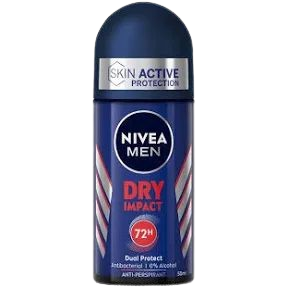 SKIN ACTIVE
PROTECTION
NIVEA
MEN
DRY
IMPACT
72H
Dual Protect
Antibacterial | 0% Alcohol
ANTI-PERSPIRANT
50ml